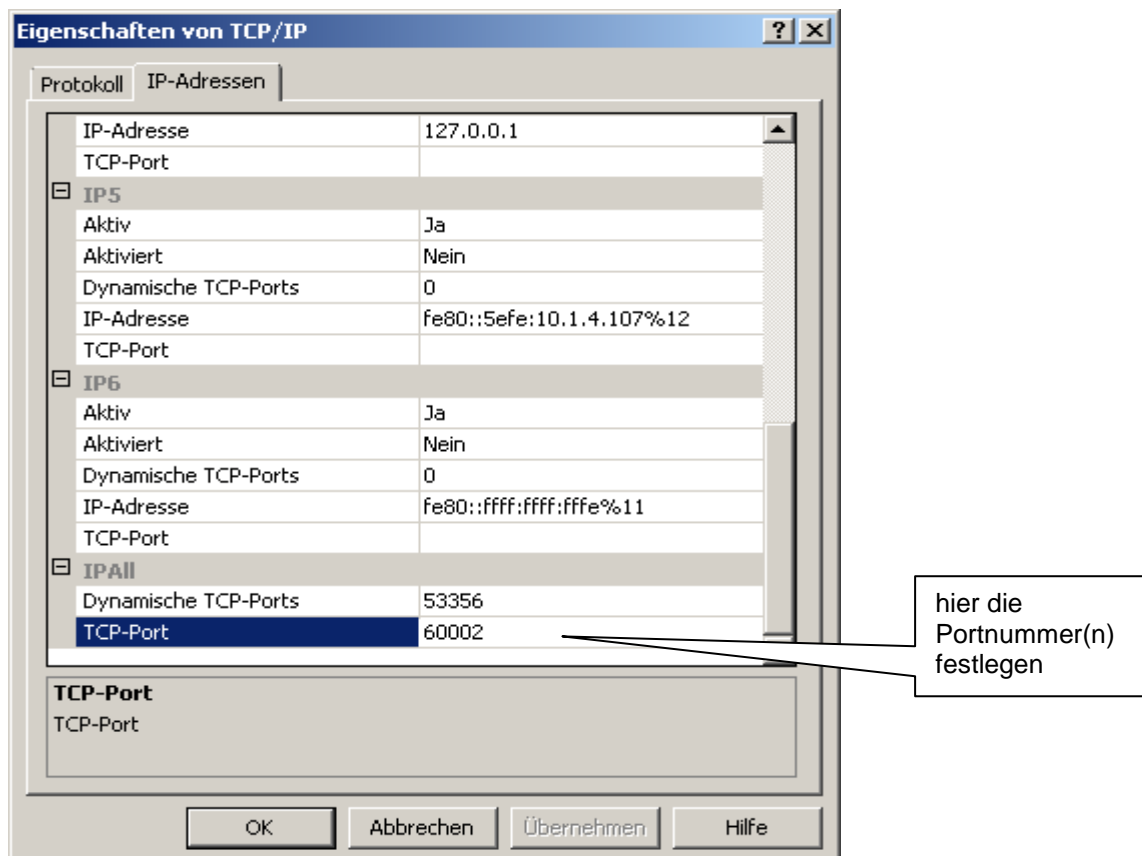 Eigenschaften von TCP/IP
Protokoll IP-Adressen
IP-Adresse 127.0.0.1
TCP-Port
IP5
Aktiv Ja
Aktiviert Nein
Dynamische TCP-Ports 0
IP-Adresse fe80::5efe:10.1.4.107%12
TCP-Port
IP6
Aktiv Ja
Aktiviert Nein
Dynamische TCP-Ports 0
IP-Adresse fe80::ffff:ffff:fffe%11
TCP-Port
IPAll
Dynamische TCP-Ports 53356
TCP-Port 60002
hier die
Portnummer(n)
festlegen
TCP-Port
TCP-Port
OK Abbrechen Übernehmen Hilfe